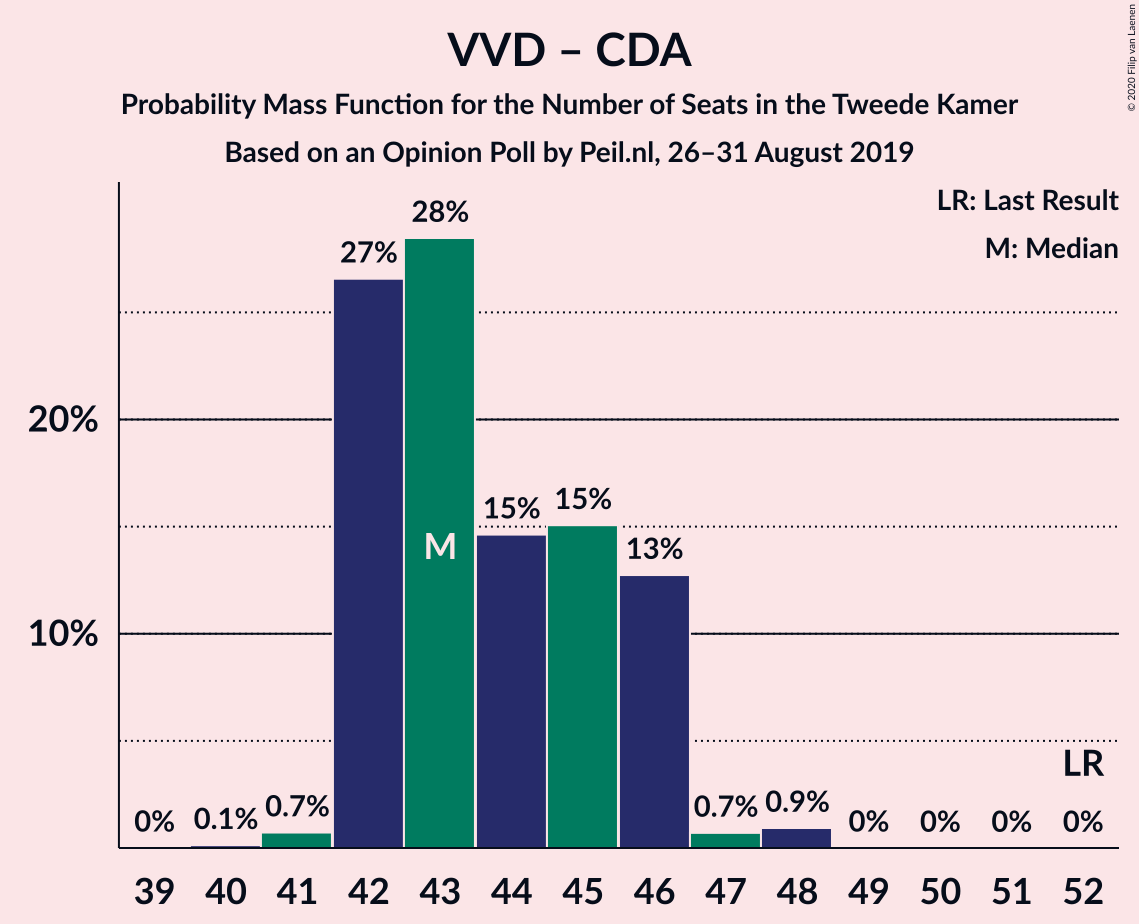 VVD – CDA
Probability Mass Function for the Number of Seats in the Tweede Kamer
Based on an Opinion Poll by Peil.nl, 26–31 August 2019
© 2020 Filip van Laenen
LR: Last Result
M: Median
20%
10%
0% 0.1% 0.7% 27% 28% 15% 15% 13% 0.7% 0.9% 0% 0% 0% 0%
M
LR
39 40 41 42 43 44 45 46 47 48 49 50 51 52